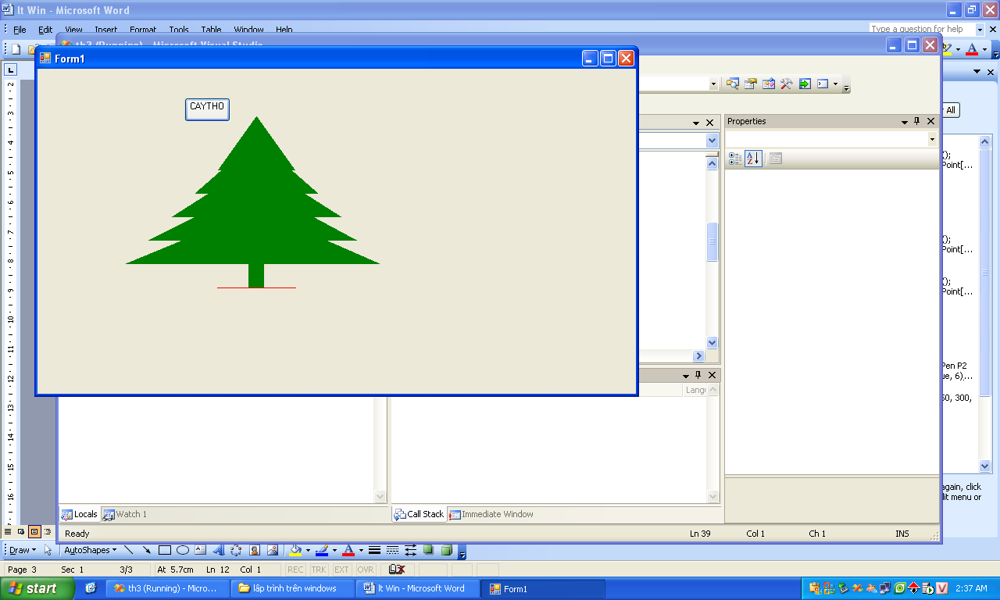 lt Win - Microsoft Word
File Edit View Insert Format Tools Table Window Help
Type a question for help
th3 (Running) - Microsoft Visual Studio
Form1
CAYTHO
All
Properties
();
Point[...
();
Point[...
();
Point[...
Pen P2
ue, 6)...
50, 300,
Langu
again, click
dit menu or
Locals Watch 1 Call Stack Immediate Window
Ready Ln 39 Col 1 Ch 1 INS
Draw AutoShapes
Page 3 Sec 1 3/3 At 5.7cm Ln 12 Col 1 REC TRK EXT OVR
start th3 (Running) - Micro... lâp trình trên windows lt Win - Microsoft Word Form1 2:37 AM